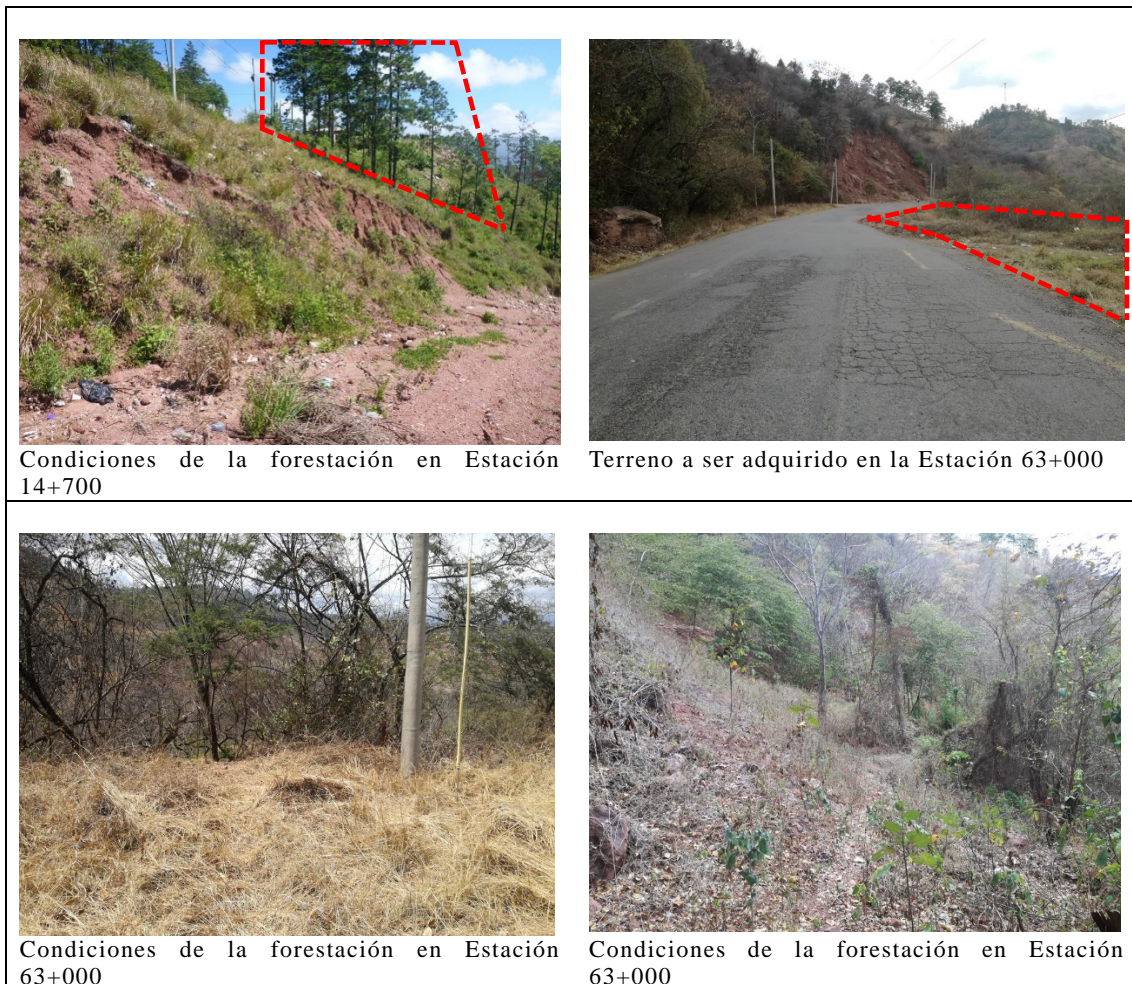 Condiciones de la forestación en Estación
14+700
Terreno a ser adquirido en la Estación 63+000
Condiciones de la forestación en Estación
63+000
Condiciones de la forestación en Estación
63+000